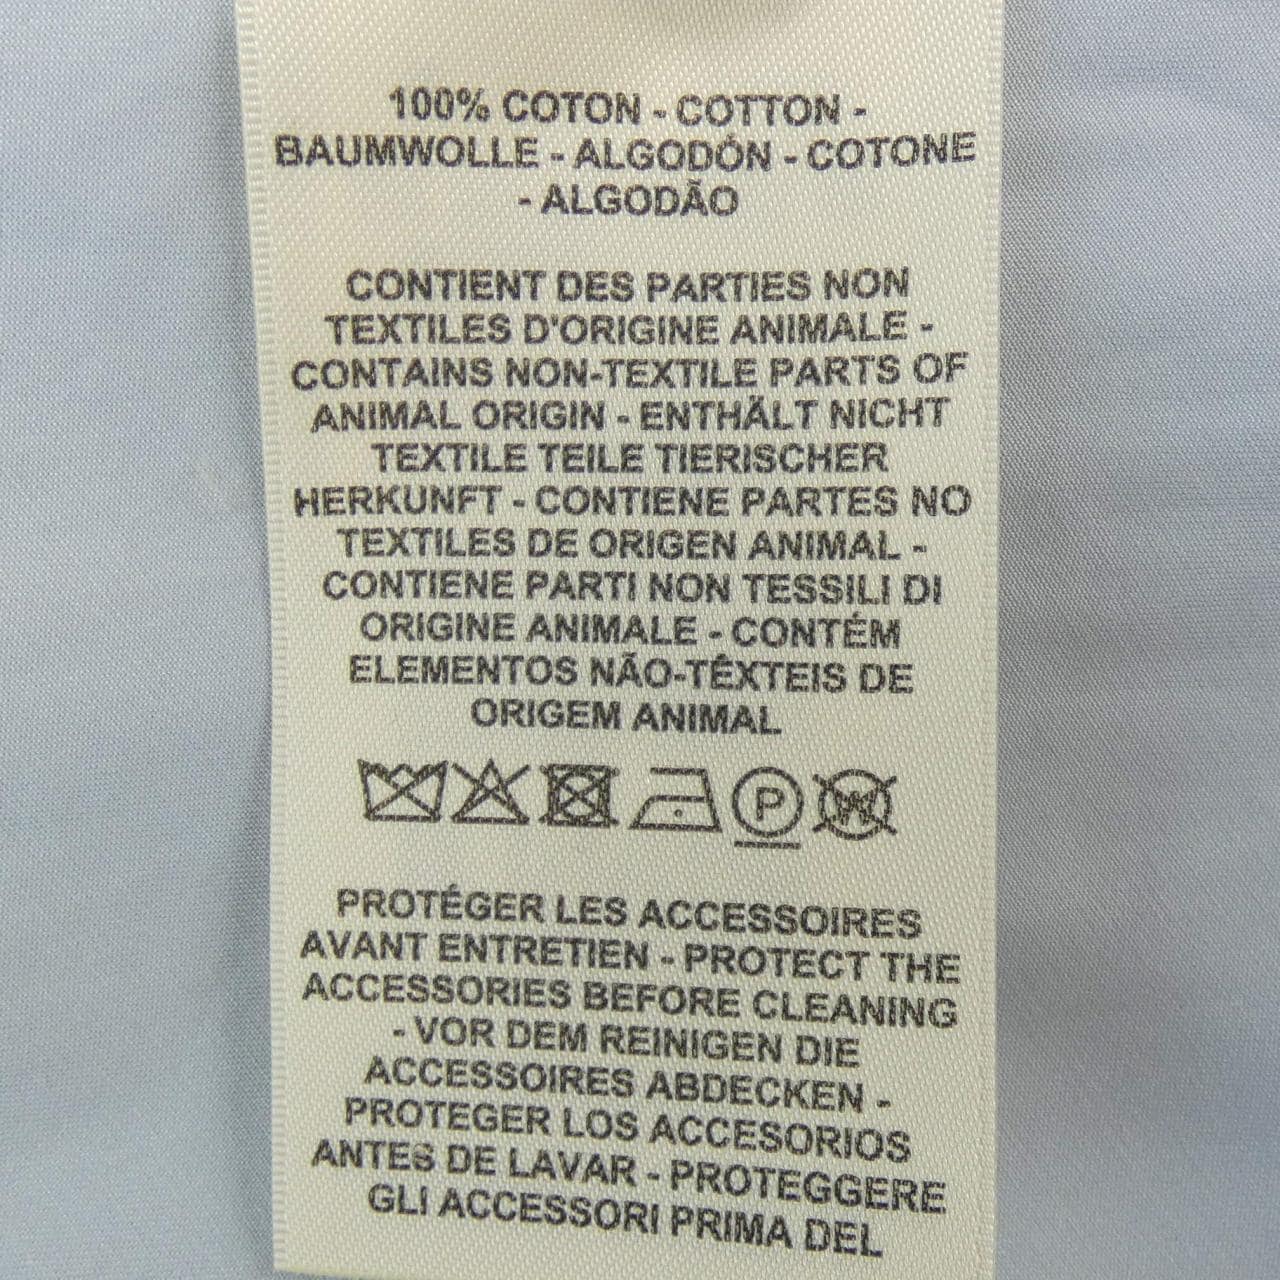 100% COTON - COTTON -
BAUMWOLLE - ALGODÓN - COTONE
- ALGODÃO
CONTIENT DES PARTIES NON
TEXTILES D'ORIGINE ANIMALE -
CONTAINS NON-TEXTILE PARTS OF
ANIMAL ORIGIN - ENTHÄLT NICHT
TEXTILE TEILE TIERISCHER
HERKUNFT - CONTIENE PARTES NO
TEXTILES DE ORIGEN ANIMAL -
CONTIENE PARTI NON TESSILI DI
ORIGINE ANIMALE - CONTÉM
ELEMENTOS NÃO-TÊXTEIS DE
ORIGEM ANIMAL
P W
PROTÉGER LES ACCESSOIRES
AVANT ENTRETIEN - PROTECT THE
ACCESSORIES BEFORE CLEANING
- VOR DEM REINIGEN DIE
ACCESSOIRES ABDECKEN -
PROTEGER LOS ACCESORIOS
ANTES DE LAVAR - PROTEGGERE
GLI ACCESSORI PRIMA DEL